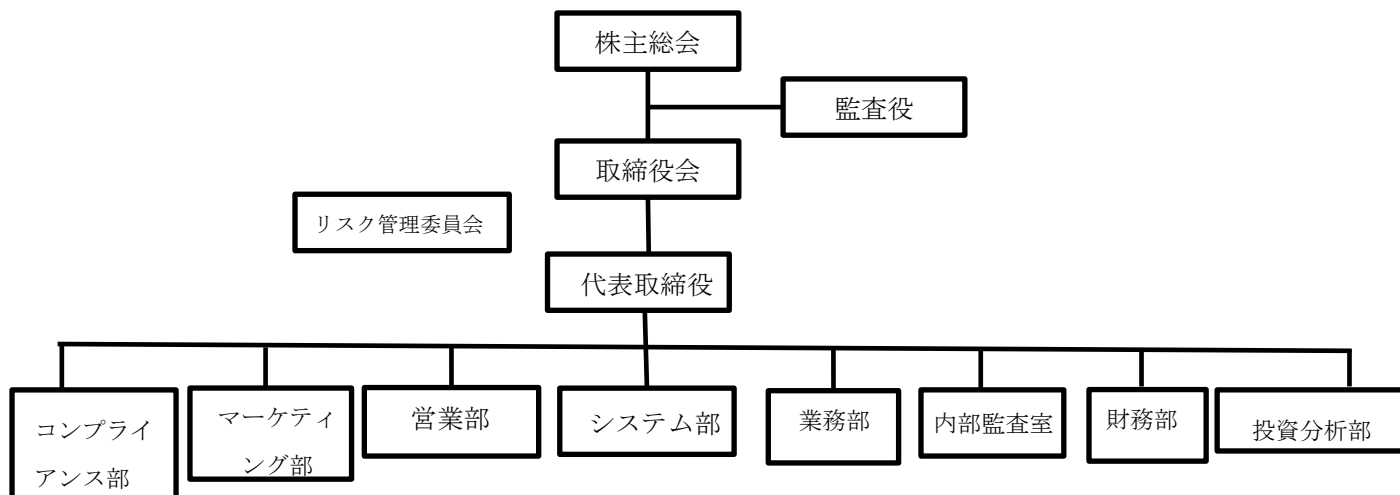 株主総会
監査役
取締役会
リスク管理委員会
代表取締役
コンプライ
アンス部
マーケティ
ング部
営業部
システム部
業務部
内部監査室
財務部
投資分析部